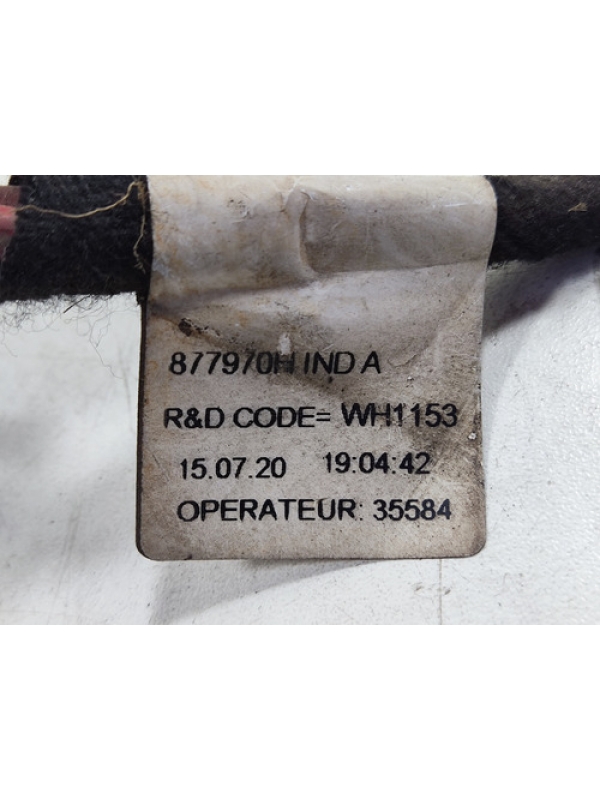 877970H IND A
R&D CODE= WH1153
15.07.20 19:04:42
OPERATEUR: 35584